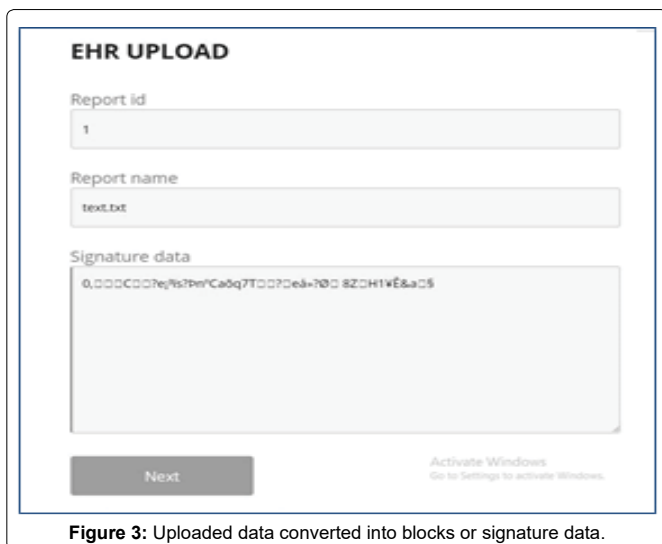 EHR UPLOAD
Report id
1
Report name
text.txt
Signature data
Next
Activate Windows
Go to Settings to activate Windows.
Figure 3: Uploaded data converted into blocks or signature data.